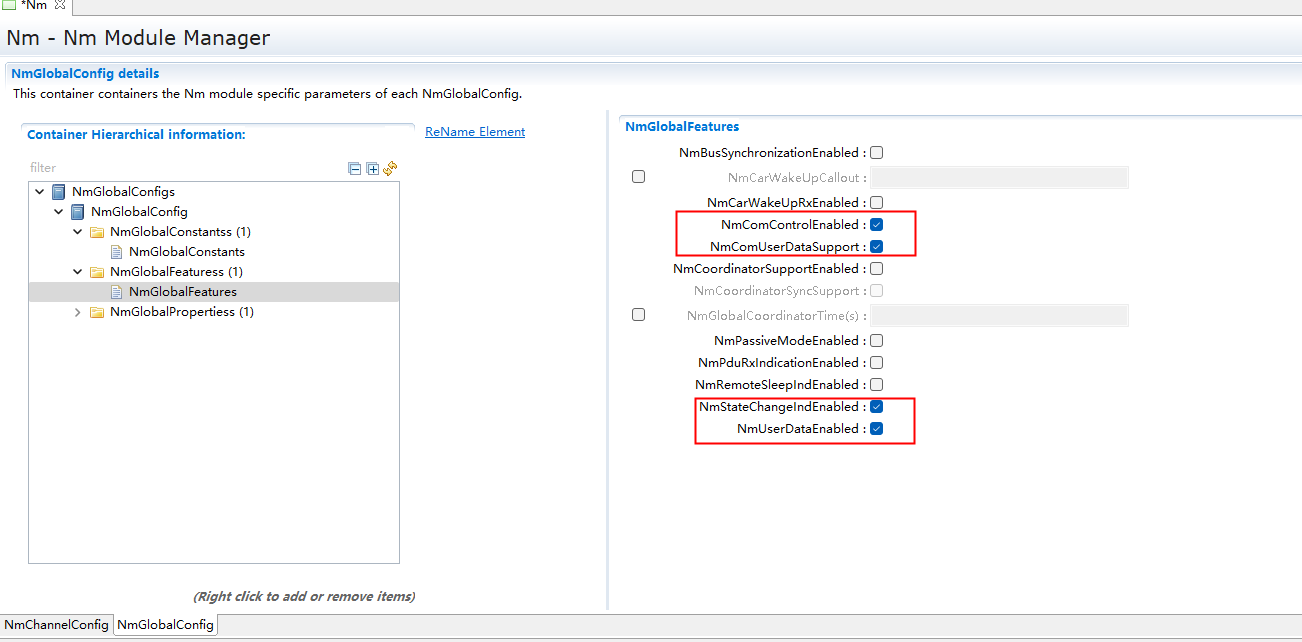 *Nm
Nm - Nm Module Manager
NmGlobalConfig details
This container containers the Nm module specific parameters of each NmGlobalConfig.
Container Hierarchical information:
ReName Element
filter
NmGlobalConfigs
NmGlobalConfig
NmGlobalConstantss (1)
NmGlobalConstants
NmGlobalFeaturess (1)
NmGlobalFeatures
NmGlobalPropertiess (1)
(Right click to add or remove items)
NmGlobalFeatures
NmBusSynchronizationEnabled :
NmCarWakeUpCallout :
NmCarWakeUpRxEnabled :
NmComControlEnabled :
NmComUserDataSupport :
NmCoordinatorSupportEnabled :
NmCoordinatorSyncSupport :
NmGlobalCoordinatorTime(s) :
NmPassiveModeEnabled :
NmPduRxIndicationEnabled :
NmRemoteSleepIndEnabled :
NmStateChangeIndEnabled :
NmUserDataEnabled :
NmChannelConfig
NmGlobalConfig